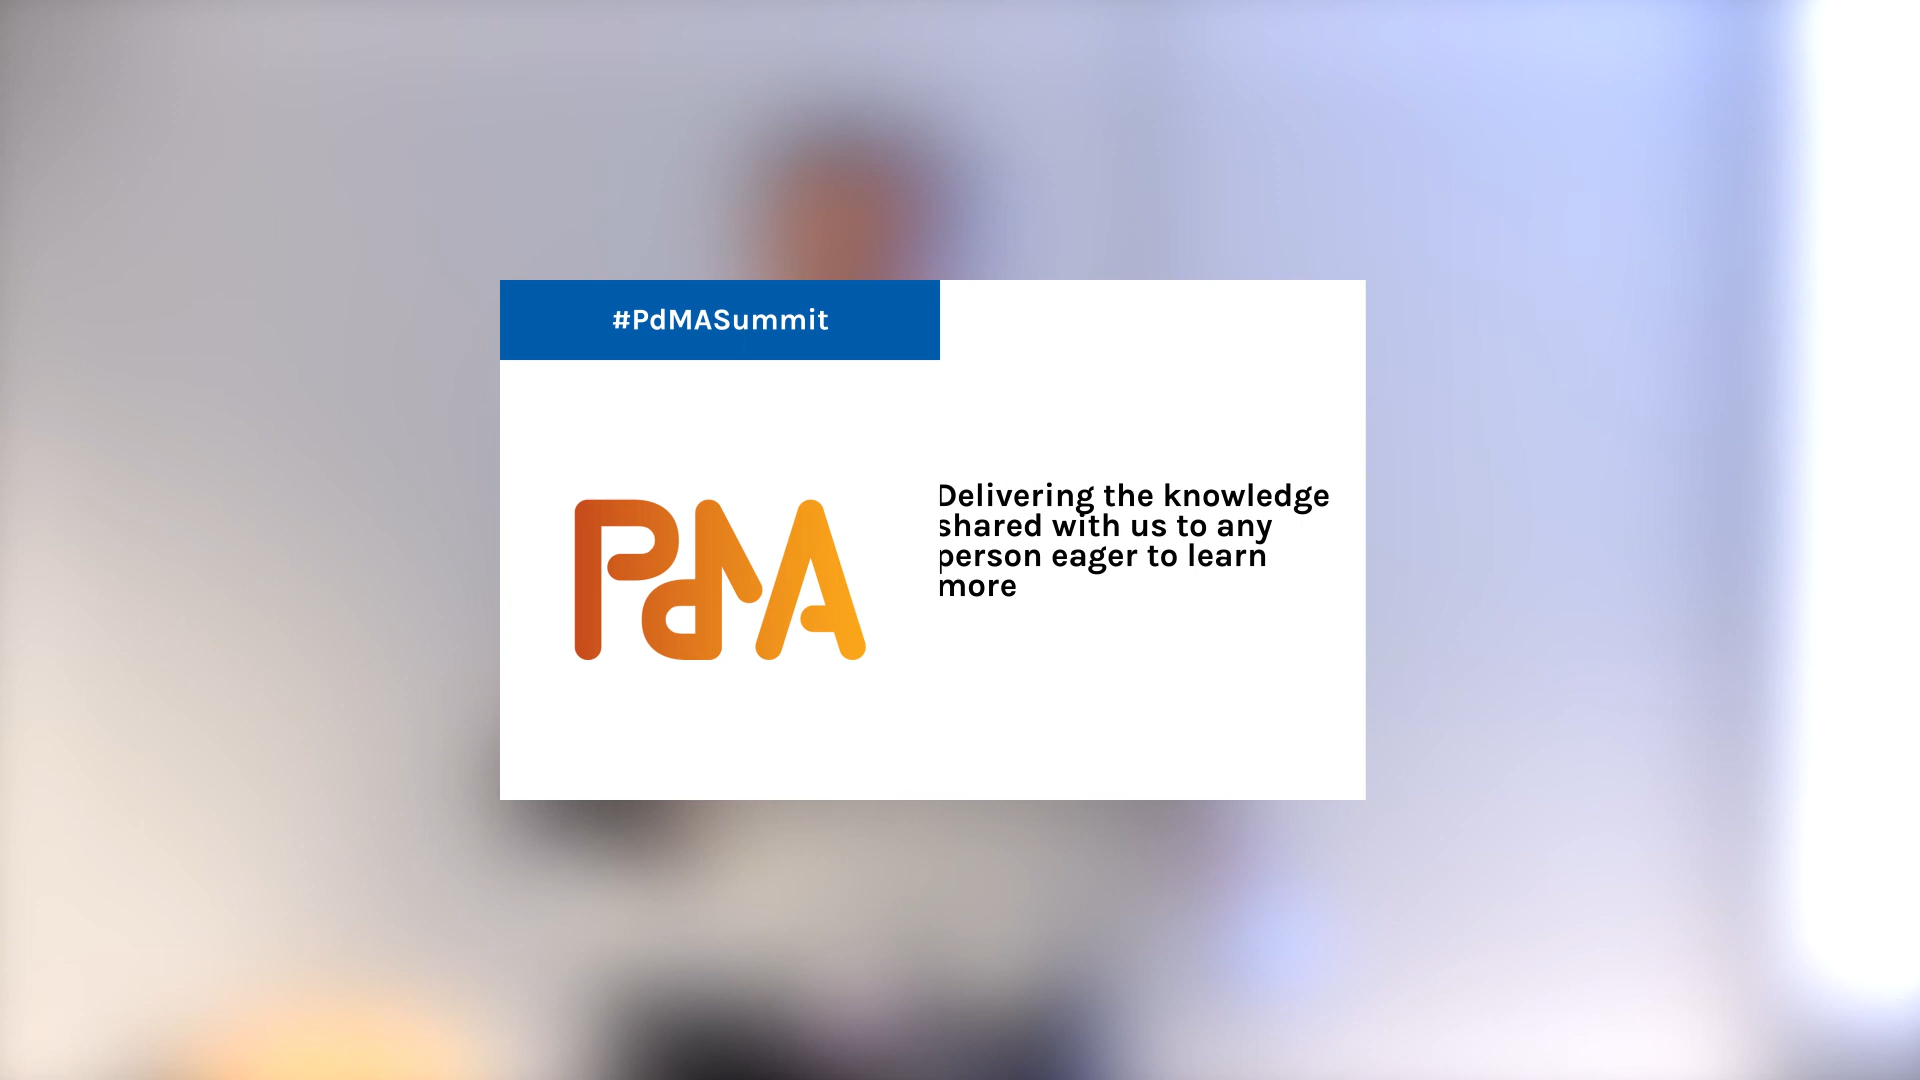 #PdMASummit
PdMA
Delivering the knowledge
shared with us to any
person eager to learn
more